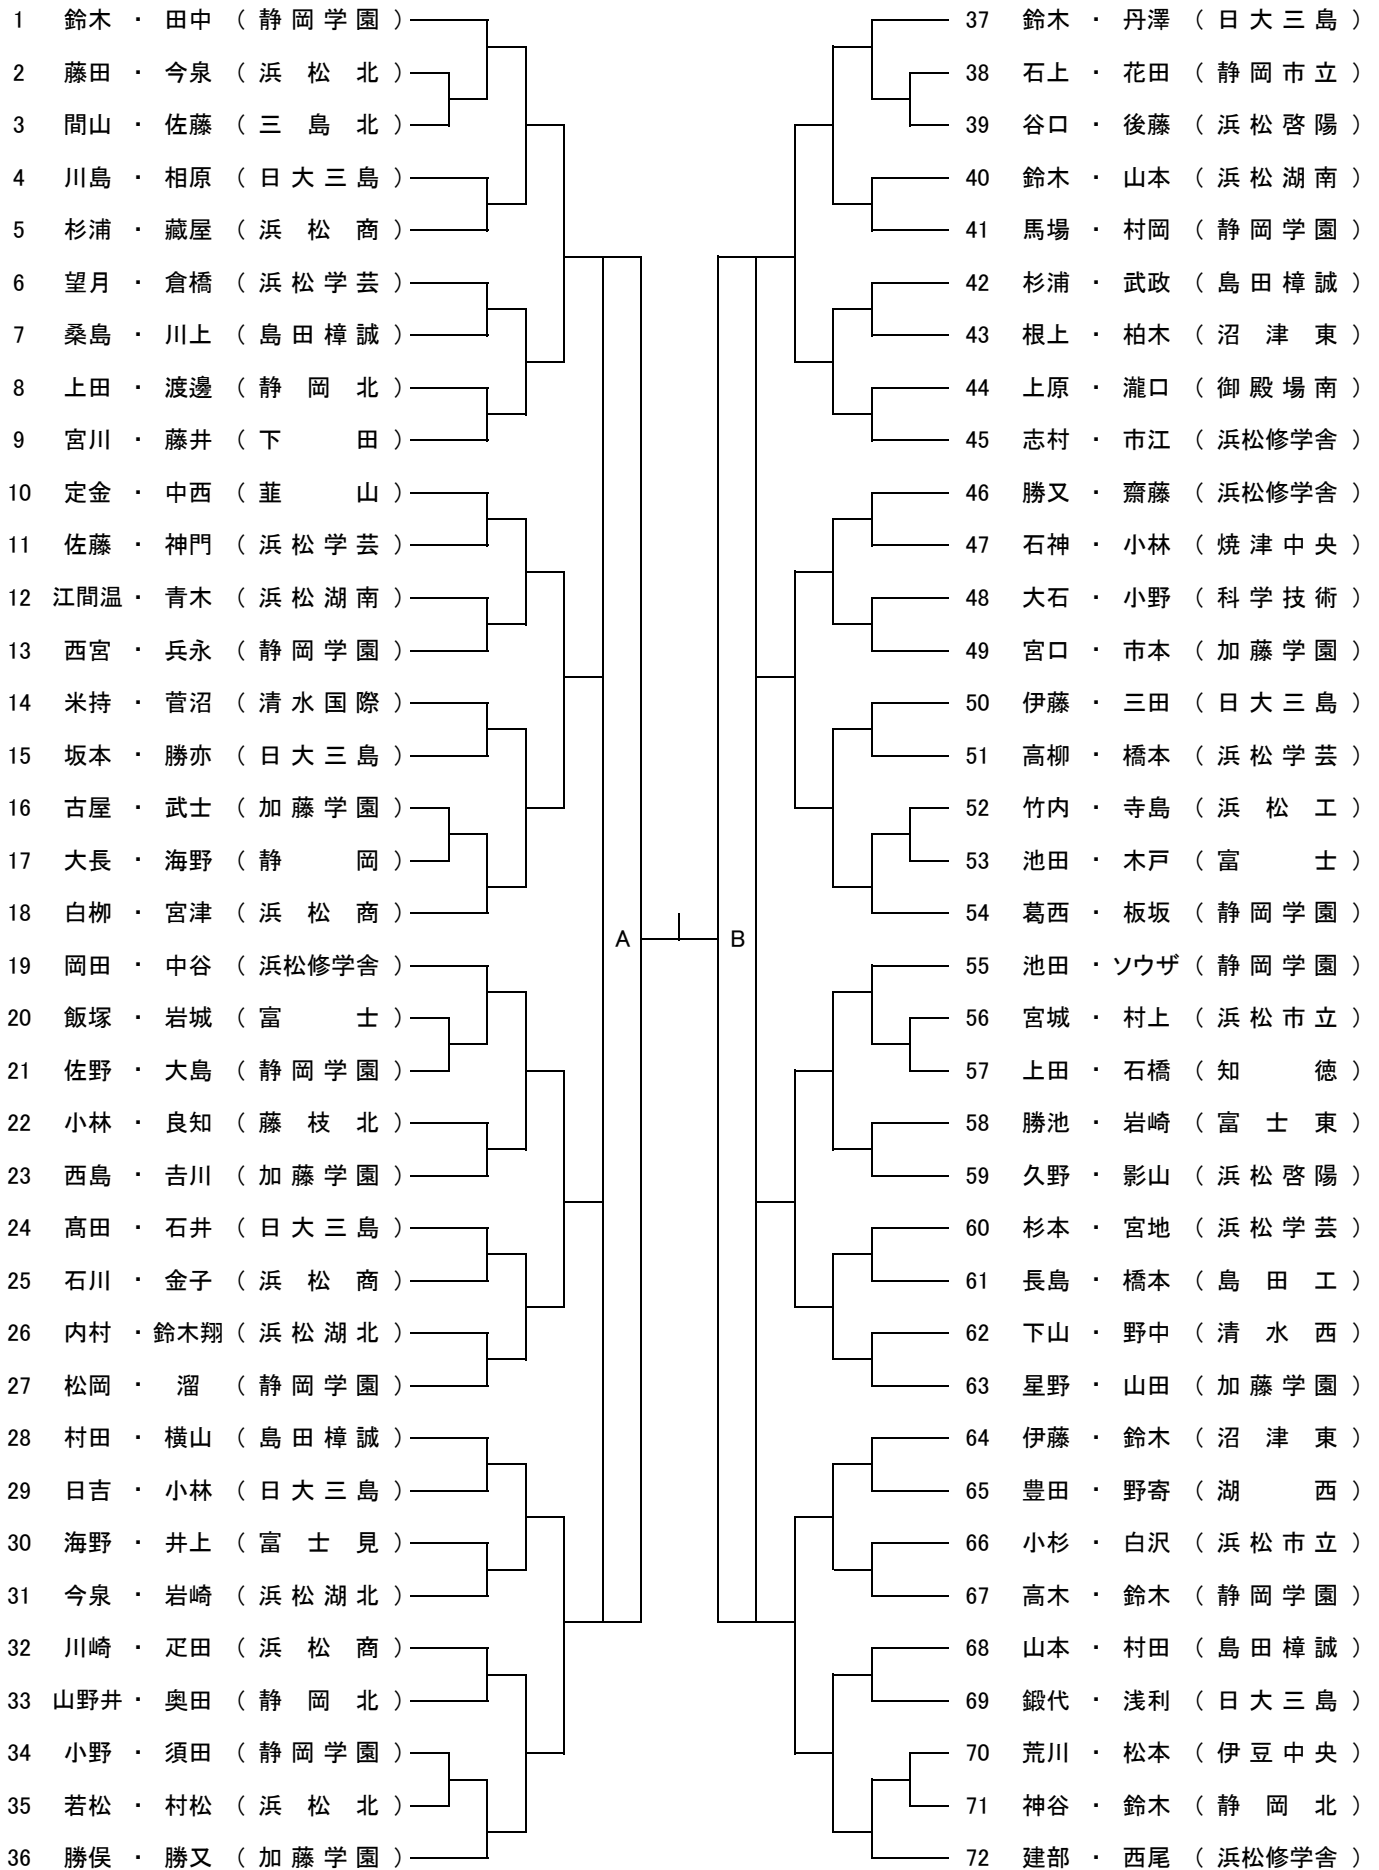 1 鈴木 ・ 田中 （ 静 岡 学 園 ）
2 藤田 ・ 今泉 （ 浜 松 北 ）
3 間山 ・ 佐藤 （ 三 島 北 ）
4 川島 ・ 相原 （ 日 大 三 島 ）
5 杉浦 ・ 藏屋 （ 浜 松 商 ）
6 望月 ・ 倉橋 （ 浜 松 学 芸 ）
7 桑島 ・ 川上 （ 島 田 樟 誠 ）
8 上田 ・ 渡邊 （ 静 岡 北 ）
9 宮川 ・ 藤井 （ 下 田 ）
10 定金 ・ 中西 （ 韮 山 ）
11 佐藤 ・ 神門 （ 浜 松 学 芸 ）
12 江間温 ・ 青木 （ 浜 松 湖 南 ）
13 西宮 ・ 兵永 （ 静 岡 学 園 ）
14 米持 ・ 菅沼 （ 清 水 国 際 ）
15 坂本 ・ 勝亦 （ 日 大 三 島 ）
16 古屋 ・ 武士 （ 加 藤 学 園 ）
17 大長 ・ 海野 （ 静 岡 ）
18 白栁 ・ 宮津 （ 浜 松 商 ）
19 岡田 ・ 中谷 （ 浜松修学舎 ）
20 飯塚 ・ 岩城 （ 富 士 ）
21 佐野 ・ 大島 （ 静 岡 学 園 ）
22 小林 ・ 良知 （ 藤 枝 北 ）
23 西島 ・ 𠮷川 （ 加 藤 学 園 ）
24 髙田 ・ 石井 （ 日 大 三 島 ）
25 石川 ・ 金子 （ 浜 松 商 ）
26 内村 ・ 鈴木翔 （ 浜 松 湖 北 ）
27 松岡 ・ 溜 （ 静 岡 学 園 ）
28 村田 ・ 横山 （ 島 田 樟 誠 ）
29 日吉 ・ 小林 （ 日 大 三 島 ）
30 海野 ・ 井上 （ 富 士 見 ）
31 今泉 ・ 岩崎 （ 浜 松 湖 北 ）
32 川崎 ・ 疋田 （ 浜 松 商 ）
33 山野井 ・ 奥田 （ 静 岡 北 ）
34 小野 ・ 須田 （ 静 岡 学 園 ）
35 若松 ・ 村松 （ 浜 松 北 ）
36 勝俣 ・ 勝又 （ 加 藤 学 園 ）
A
B
37 鈴木 ・ 丹澤 （ 日 大 三 島 ）
38 石上 ・ 花田 （ 静 岡 市 立 ）
39 谷口 ・ 後藤 （ 浜 松 啓 陽 ）
40 鈴木 ・ 山本 （ 浜 松 湖 南 ）
41 馬場 ・ 村岡 （ 静 岡 学 園 ）
42 杉浦 ・ 武政 （ 島 田 樟 誠 ）
43 根上 ・ 柏木 （ 沼 津 東 ）
44 上原 ・ 瀧口 （ 御 殿 場 南 ）
45 志村 ・ 市江 （ 浜松修学舎 ）
46 勝又 ・ 齋藤 （ 浜松修学舎 ）
47 石神 ・ 小林 （ 焼 津 中 央 ）
48 大石 ・ 小野 （ 科 学 技 術 ）
49 宮口 ・ 市本 （ 加 藤 学 園 ）
50 伊藤 ・ 三田 （ 日 大 三 島 ）
51 高柳 ・ 橋本 （ 浜 松 学 芸 ）
52 竹内 ・ 寺島 （ 浜 松 工 ）
53 池田 ・ 木戸 （ 富 士 ）
54 葛西 ・ 板坂 （ 静 岡 学 園 ）
55 池田 ・ ソウザ （ 静 岡 学 園 ）
56 宮城 ・ 村上 （ 浜 松 市 立 ）
57 上田 ・ 石橋 （ 知 徳 ）
58 勝池 ・ 岩崎 （ 富 士 東 ）
59 久野 ・ 影山 （ 浜 松 啓 陽 ）
60 杉本 ・ 宮地 （ 浜 松 学 芸 ）
61 長島 ・ 橋本 （ 島 田 工 ）
62 下山 ・ 野中 （ 清 水 西 ）
63 星野 ・ 山田 （ 加 藤 学 園 ）
64 伊藤 ・ 鈴木 （ 沼 津 東 ）
65 豊田 ・ 野寄 （ 湖 西 ）
66 小杉 ・ 白沢 （ 浜 松 市 立 ）
67 高木 ・ 鈴木 （ 静 岡 学 園 ）
68 山本 ・ 村田 （ 島 田 樟 誠 ）
69 鍛代 ・ 浅利 （ 日 大 三 島 ）
70 荒川 ・ 松本 （ 伊 豆 中 央 ）
71 神谷 ・ 鈴木 （ 静 岡 北 ）
72 建部 ・ 西尾 （ 浜松修学舎 ）